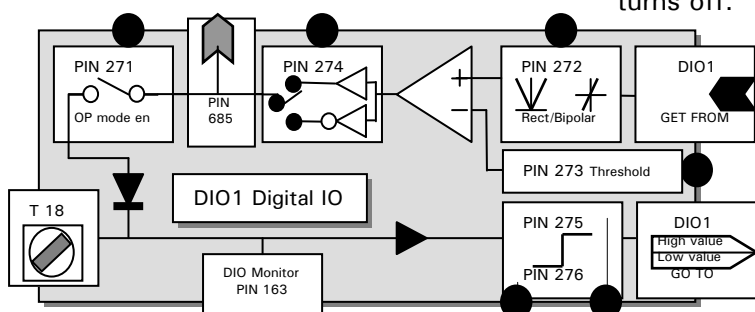 turns off.
PIN 271
OP mode en
PIN
685
PIN 274
PIN 272
Rect/Bipolar
DIO1
GET FROM
PIN 273 Threshold
T 18
DIO1 Digital IO
DIO Monitor
PIN 163
PIN 275
PIN 276
DIO1
High value
Low value
GO TO